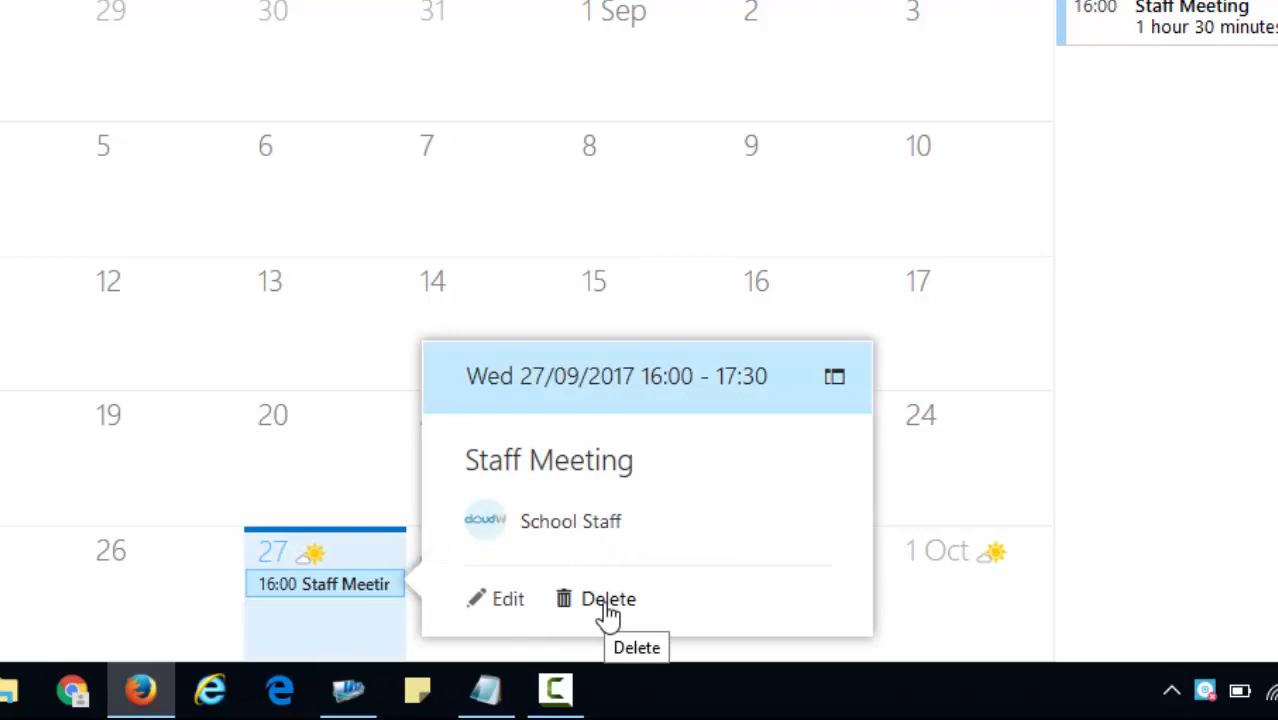 29 30 31 1 Sep 2 3
16:00 Staff Meeting
1 hour 30 minutes
5 6 7 8 9 10
12 13 14 15 16 17
Wed 27/09/2017 16:00 - 17:30
19 20 24
Staff Meeting
cloudW School Staff
26 27 1 Oct
16:00 Staff Meetir
Edit Delete
Delete